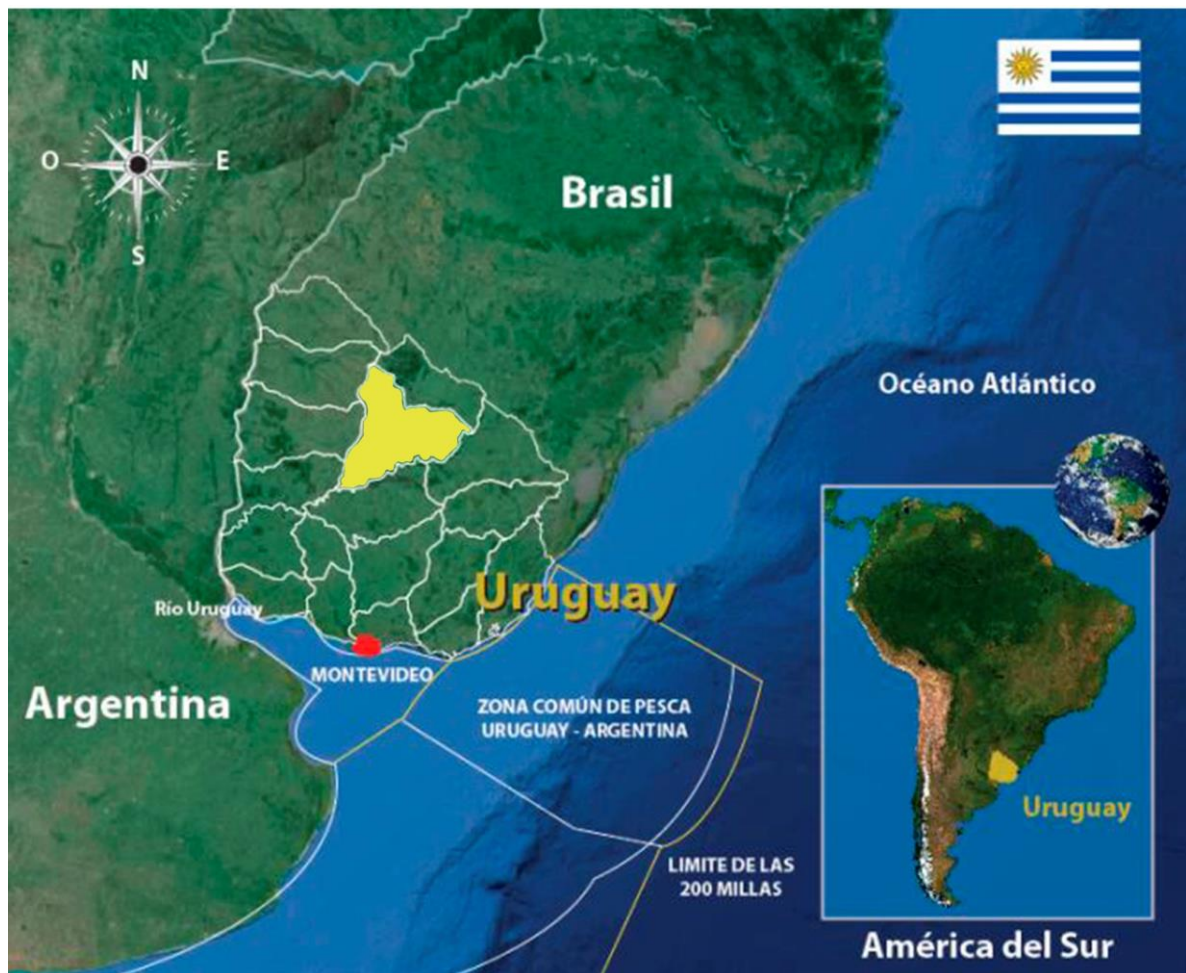 N
O
E
S
Brasil
Océano Atlántico
Uruguay
Río Uruguay
MONTEVIDEO
Argentina
ZONA COMÚN DE PESCA
URUGUAY - ARGENTINA
LIMITE DE LAS
200 MILLAS
Uruguay
América del Sur